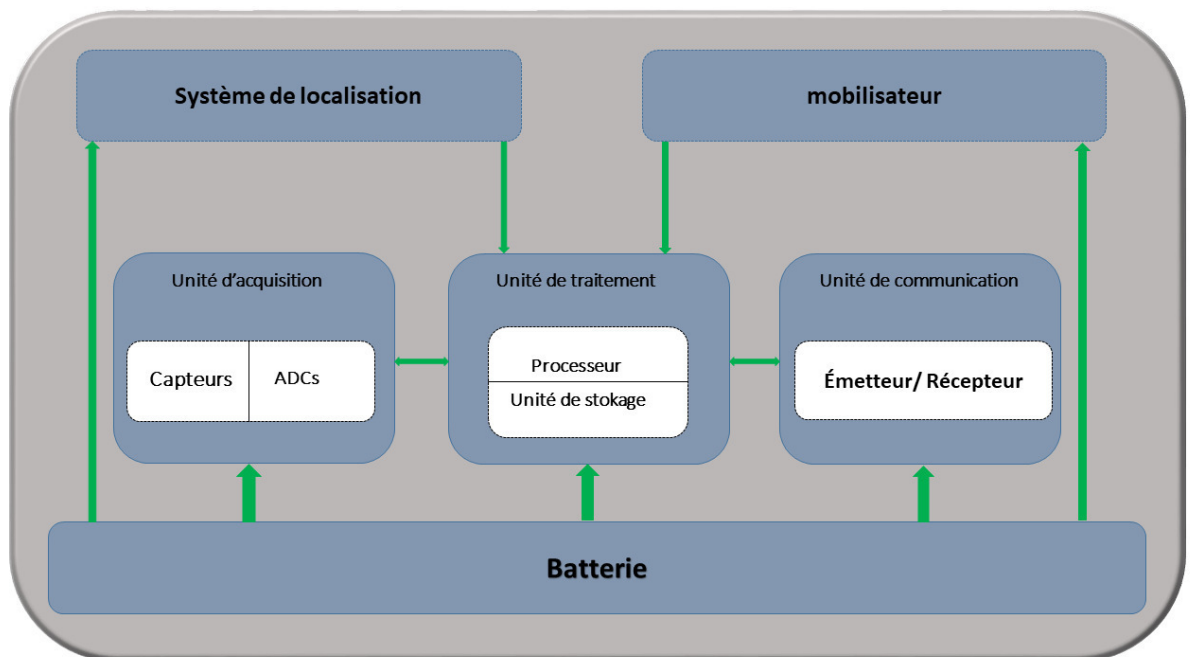 Système de localisation
mobilisateur
Unité d'acquisition
Unité de traitement
Unité de communication
Capteurs
ADCs
Processeur
Unité de stokage
Émetteur/ Récepteur
Batterie